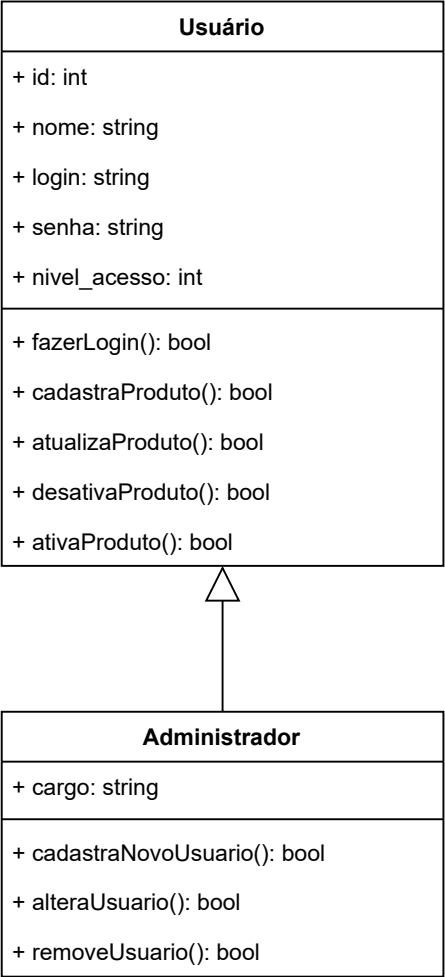 Usuário
+ id: int
+ nome: string
+ login: string
+ senha: string
+ nivel_acesso: int
+ fazerLogin(): bool
+ cadastraProduto(): bool
+ atualizaProduto(): bool
+ desativaProduto(): bool
+ ativaProduto(): bool
Administrador
+ cargo: string
+ cadastraNovoUsuario(): bool
+ alteraUsuario(): bool
+ removeUsuario(): bool